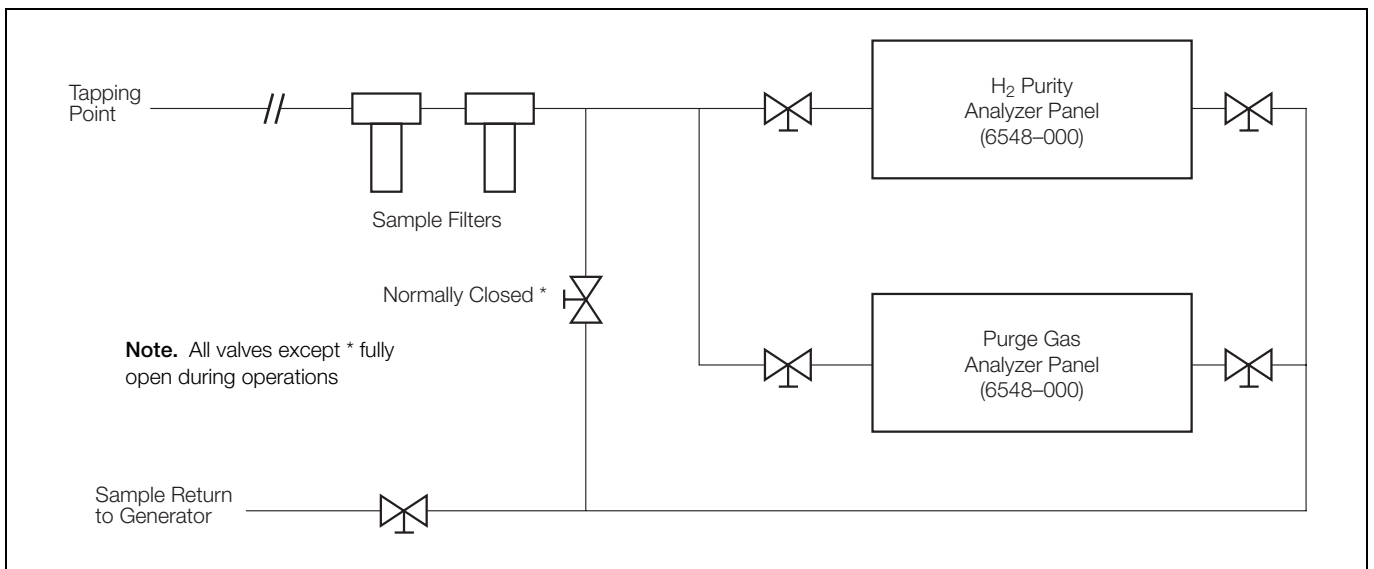 Tapping
Point
H₂ Purity
Analyzer Panel
(6548–000)
Sample Filters
Normally Closed *
Note. All valves except * fully
open during operations
Purge Gas
Analyzer Panel
(6548–000)
Sample Return
to Generator